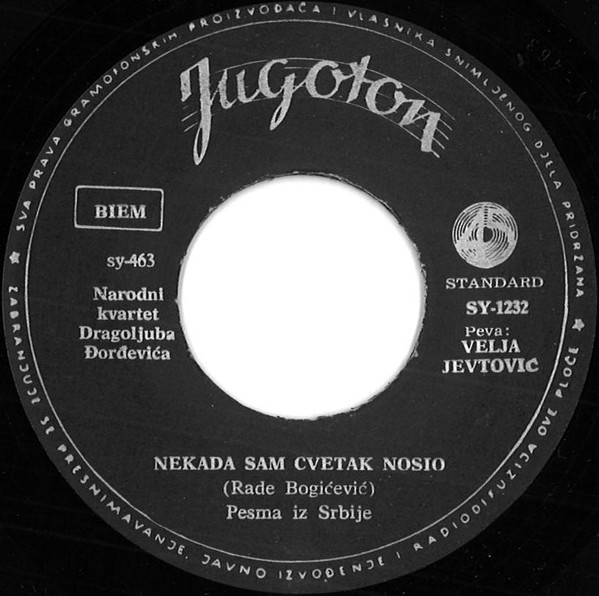 ★ SVA PRAVA GRAMOFONSKIH PROIZVOĐAČA I VLASNIKA SNIMLJENOG DJELA PRIDRŽANA ★
Jugoton
BIEM
sy-463
Narodni
kvartet
Dragoljuba
Đorđevića
STANDARD
SY-1232
Peva:
VELJA
JEVTOVIĆ
NEKADA SAM CVETAK NOSIO
(Rade Bogićević)
Pesma iz Srbije
ZABRANJUJE SE PRESNIMAVANJE, JAVNO IZVOĐENJE I RADIODIFUZIJA OVE PLOČE